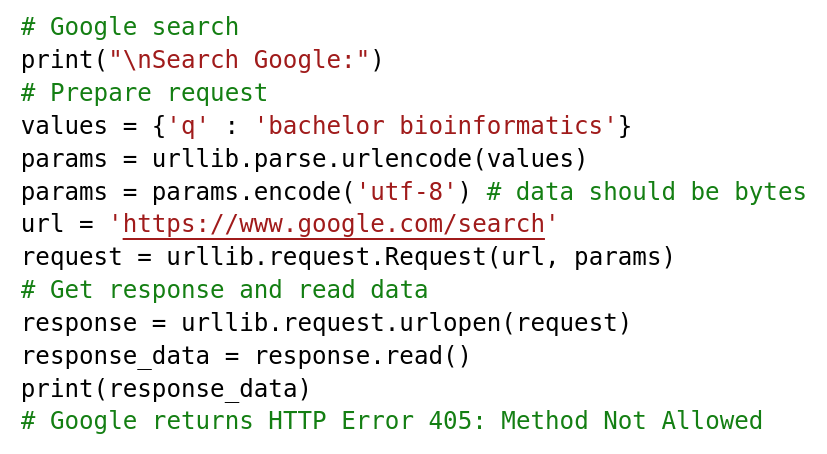 # Google search
print("\nSearch Google:")
# Prepare request
values = {'q' : 'bachelor bioinformatics'}
params = urllib.parse.urlencode(values)
params = params.encode('utf-8') # data should be bytes
url = 'https://www.google.com/search'
request = urllib.request.Request(url, params)
# Get response and read data
response = urllib.request.urlopen(request)
response_data = response.read()
print(response_data)
# Google returns HTTP Error 405: Method Not Allowed